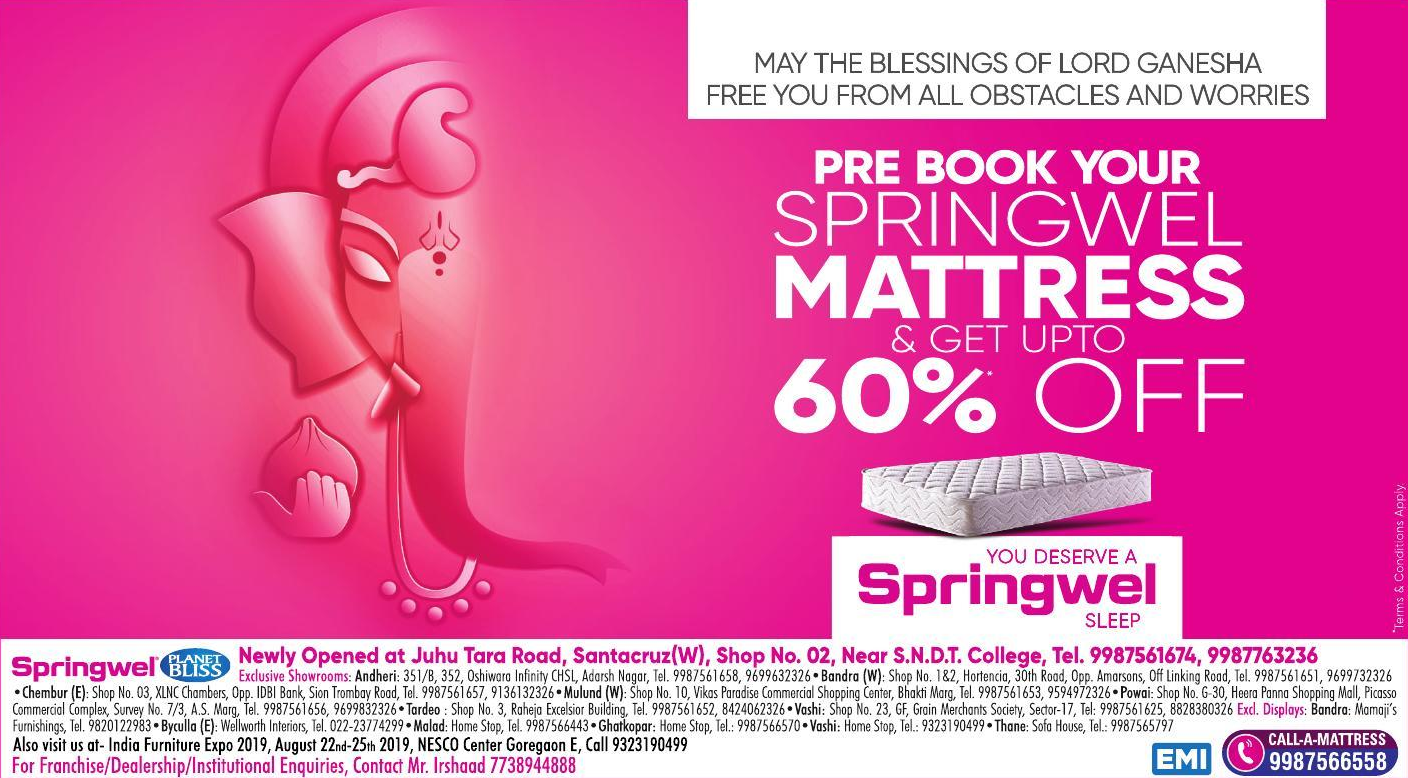 MAY THE BLESSINGS OF LORD GANESHA
FREE YOU FROM ALL OBSTACLES AND WORRIES
PRE BOOK YOUR
SPRINGWEL
MATTRESS
& GET UPTO
60%* OFF
YOU DESERVE A
Springwel
SLEEP
*Terms & Conditions Apply.
Springwel PLANET BLISS
Newly Opened at Juhu Tara Road, Santacruz(W), Shop No. 02, Near S.N.D.T. College, Tel. 9987561674, 9987763236
Exclusive Showrooms: Andheri: 351/B, 352, Oshiwara Infinity CHSL, Adarsh Nagar, Tel. 9987561658, 9699632326 • Bandra (W): Shop No. 1&2, Hortencia, 30th Road, Opp. Amarsons, Off Linking Road, Tel. 9987561651, 9699732326
• Chembur (E): Shop No. 03, XLNC Chambers, Opp. IDBI Bank, Sion Trombay Road, Tel. 9987561657, 9136132326 • Mulund (W): Shop No. 10, Vikas Paradise Commercial Shopping Center, Bhakti Marg, Tel. 9987561653, 9594972326 • Powai: Shop No. G-30, Heera Panna Shopping Mall, Picasso
Commercial Complex, Survey No. 7/3, A.S. Marg, Tel. 9987561656, 9699832326 • Tardeo : Shop No. 3, Raheja Excelsior Building, Tel. 9987561652, 8424062326 • Vashi: Shop No. 23, GF, Grain Merchants Society, Sector-17, Tel: 9987561625, 8828380326 Excl. Displays: Bandra: Mamaji's
Furnishings, Tel. 9820122983 • Byculla (E): Wellworth Interiors, Tel. 022-23774299 • Malad: Home Stop, Tel. 9987566443 • Ghatkopar: Home Stop, Tel.: 9987566570 • Vashi: Home Stop, Tel.: 9323190499 • Thane: Sofa House, Tel.: 9987565797
Also visit us at- India Furniture Expo 2019, August 22nd-25th 2019, NESCO Center Goregaon E, Call 9323190499
For Franchise/Dealership/Institutional Enquiries, Contact Mr. Irshaad 7738944888
EMI
CALL-A-MATTRESS
9987566558